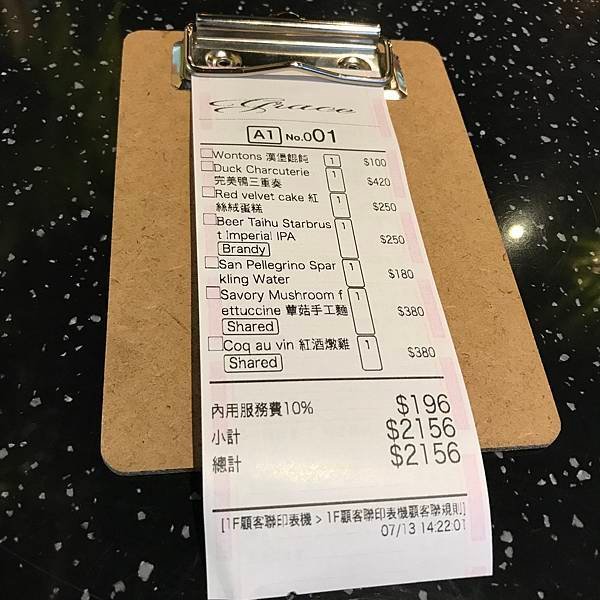 Grace
A1 No.001
Wontons 漢堡餛飩 1 $100
Duck Charcuterie 1 $420
完美鴨三重奏
Red velvet cake 紅 1 $250
絲絨蛋糕
Beer Taihu Starbrus 1 $250
t Imperial IPA
Brandy
San Pellegrino Spar 1 $180
kling Water
Savory Mushroom f 1 $380
ettuccine 蕈菇手工麵
Shared
Coq au vin 紅酒燉雞 1 $380
Shared
內用服務費10% $196
小計 $2156
總計 $2156
[1F顧客聯印表機 > 1F顧客聯印表機顧客聯規則]
07/13 14:22:01